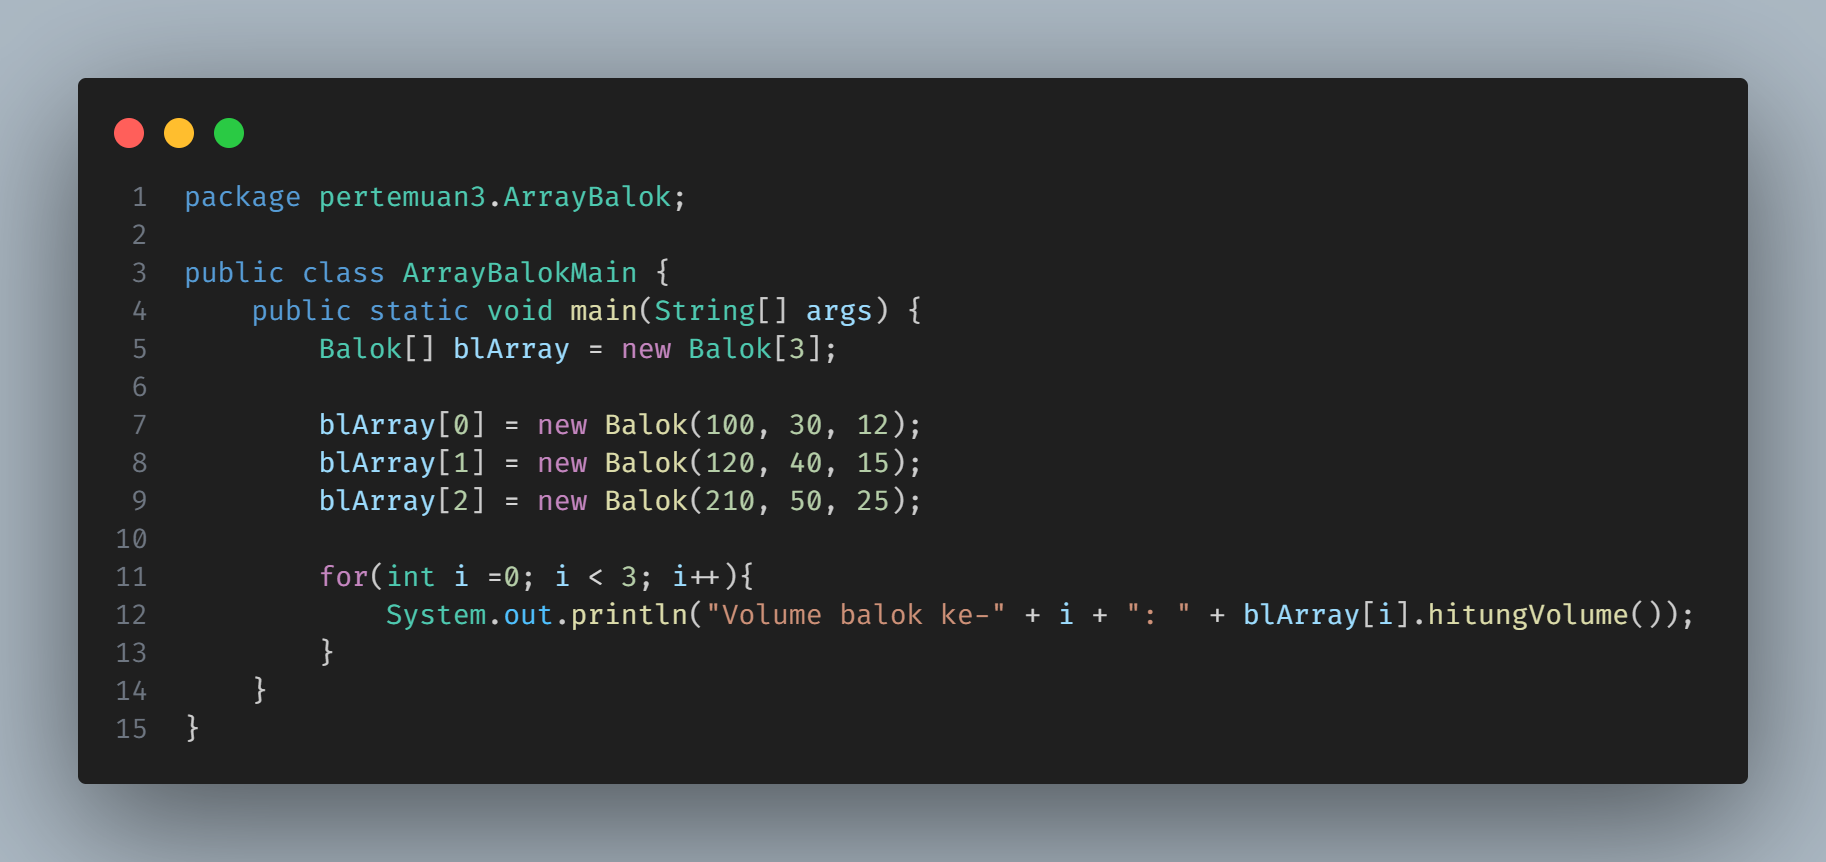 1 package pertemuan3.ArrayBalok;
2
3 public class ArrayBalokMain {
4     public static void main(String[] args) {
5         Balok[] blArray = new Balok[3];
6
7         blArray[0] = new Balok(100, 30, 12);
8         blArray[1] = new Balok(120, 40, 15);
9         blArray[2] = new Balok(210, 50, 25);
10
11         for(int i =0; i < 3; i++){
12             System.out.println("Volume balok ke-" + i + ": " + blArray[i].hitungVolume());
13         }
14     }
15 }